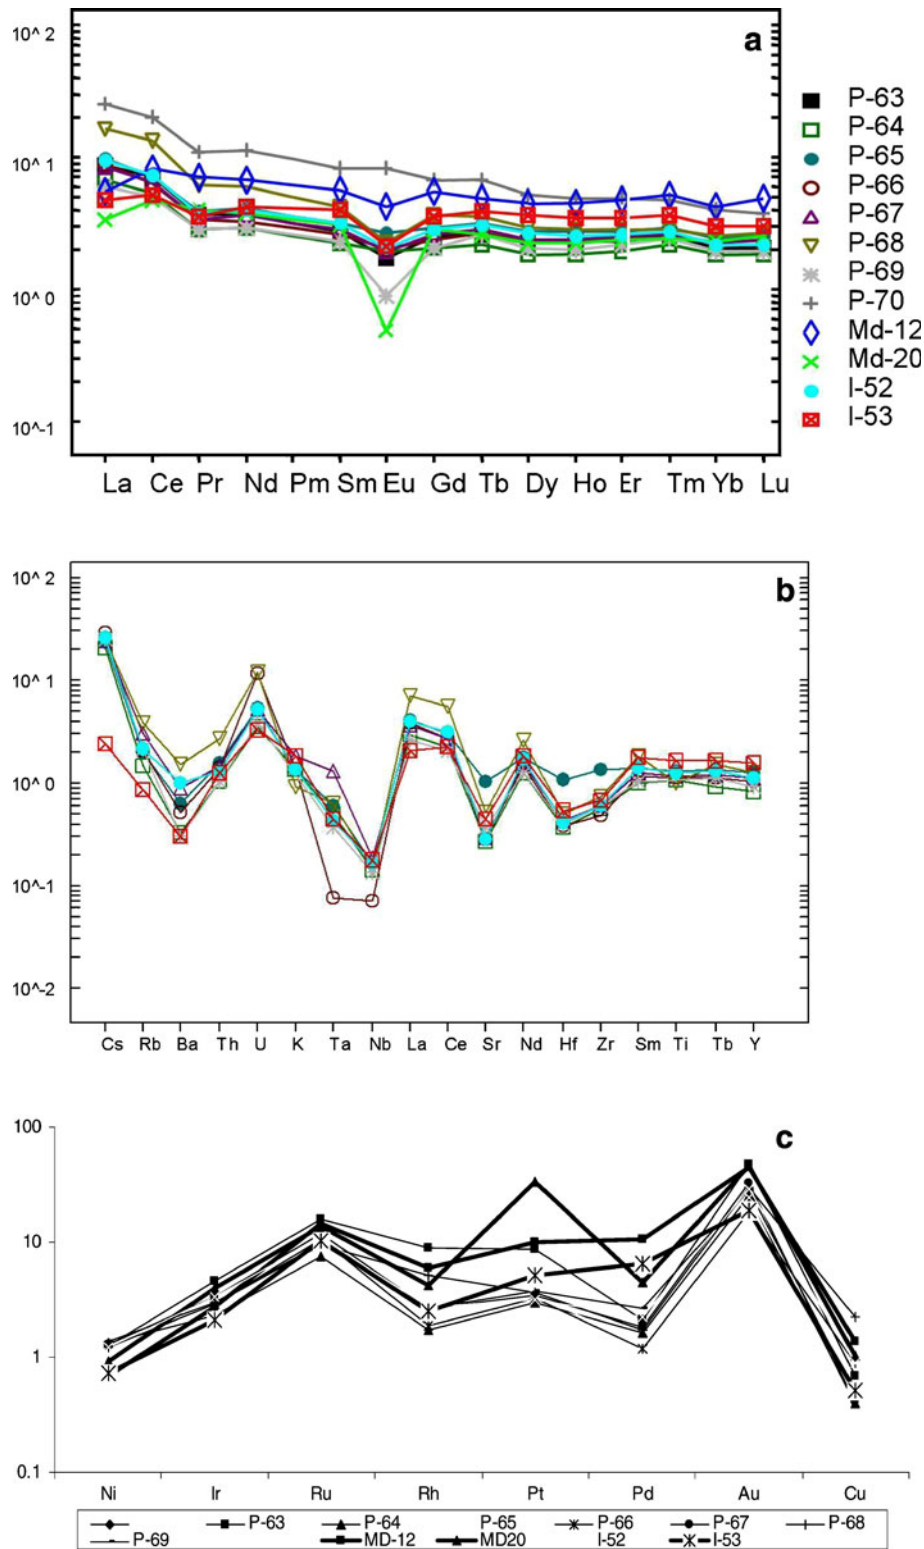 a
10^ 2
10^ 1
10^ 0
10^-1
La Ce Pr Nd Pm Sm Eu Gd Tb Dy Ho Er Tm Yb Lu
P-63
P-64
P-65
P-66
P-67
P-68
P-69
P-70
Md-12
Md-20
I-52
I-53
b
10^ 2
10^ 1
10^ 0
10^-1
10^-2
Cs Rb Ba Th U K Ta Nb La Ce Sr Nd Hf Zr Sm Ti Tb Y
c
100
10
1
0.1
Ni Ir Ru Rh Pt Pd Au Cu
P-63 P-64 P-65 P-66 P-67 P-68
P-69 MD-12 MD20 I-52 I-53